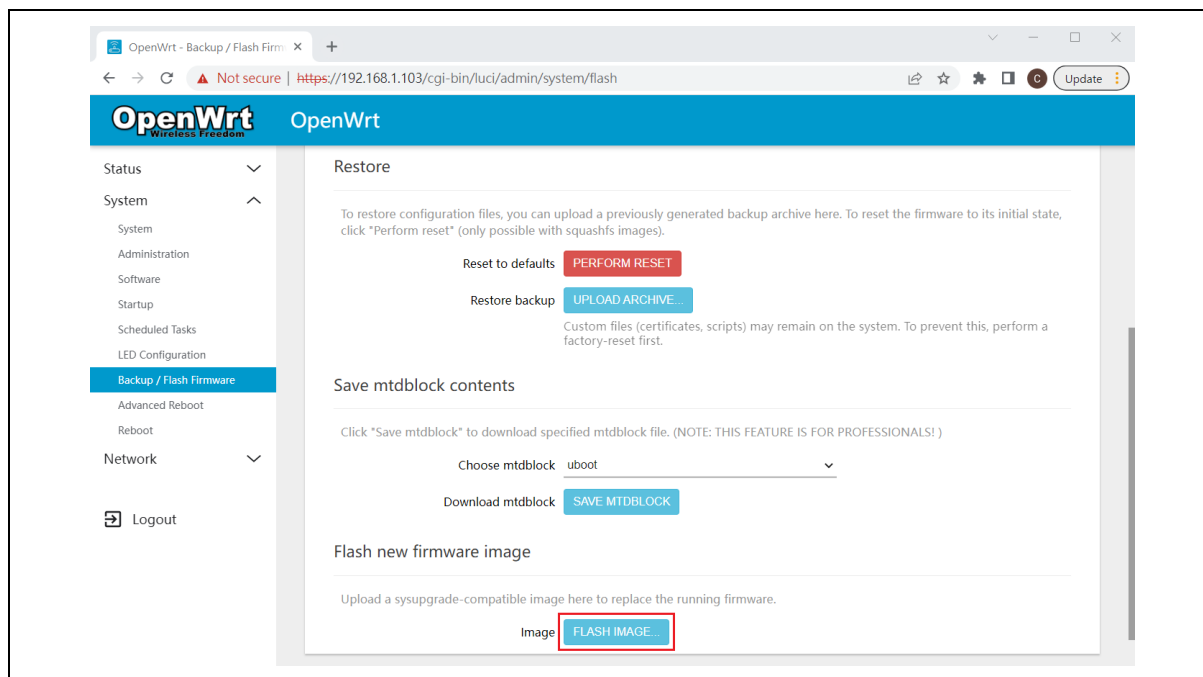 OpenWrt - Backup / Flash Firm
Not secure | https://192.168.1.103/cgi-bin/luci/admin/system/flash
C
Update
OpenWrt
Wireless Freedom
OpenWrt
Status
System
System
Administration
Software
Startup
Scheduled Tasks
LED Configuration
Backup / Flash Firmware
Advanced Reboot
Reboot
Network
Logout
Restore
To restore configuration files, you can upload a previously generated backup archive here. To reset the firmware to its initial state,
click "Perform reset" (only possible with squashfs images).
Reset to defaults PERFORM RESET
Restore backup UPLOAD ARCHIVE...
Custom files (certificates, scripts) may remain on the system. To prevent this, perform a
factory-reset first.
Save mtdblock contents
Click "Save mtdblock" to download specified mtdblock file. (NOTE: THIS FEATURE IS FOR PROFESSIONALS! )
Choose mtdblock uboot
Download mtdblock SAVE MTDBLOCK
Flash new firmware image
Upload a sysupgrade-compatible image here to replace the running firmware.
Image FLASH IMAGE...